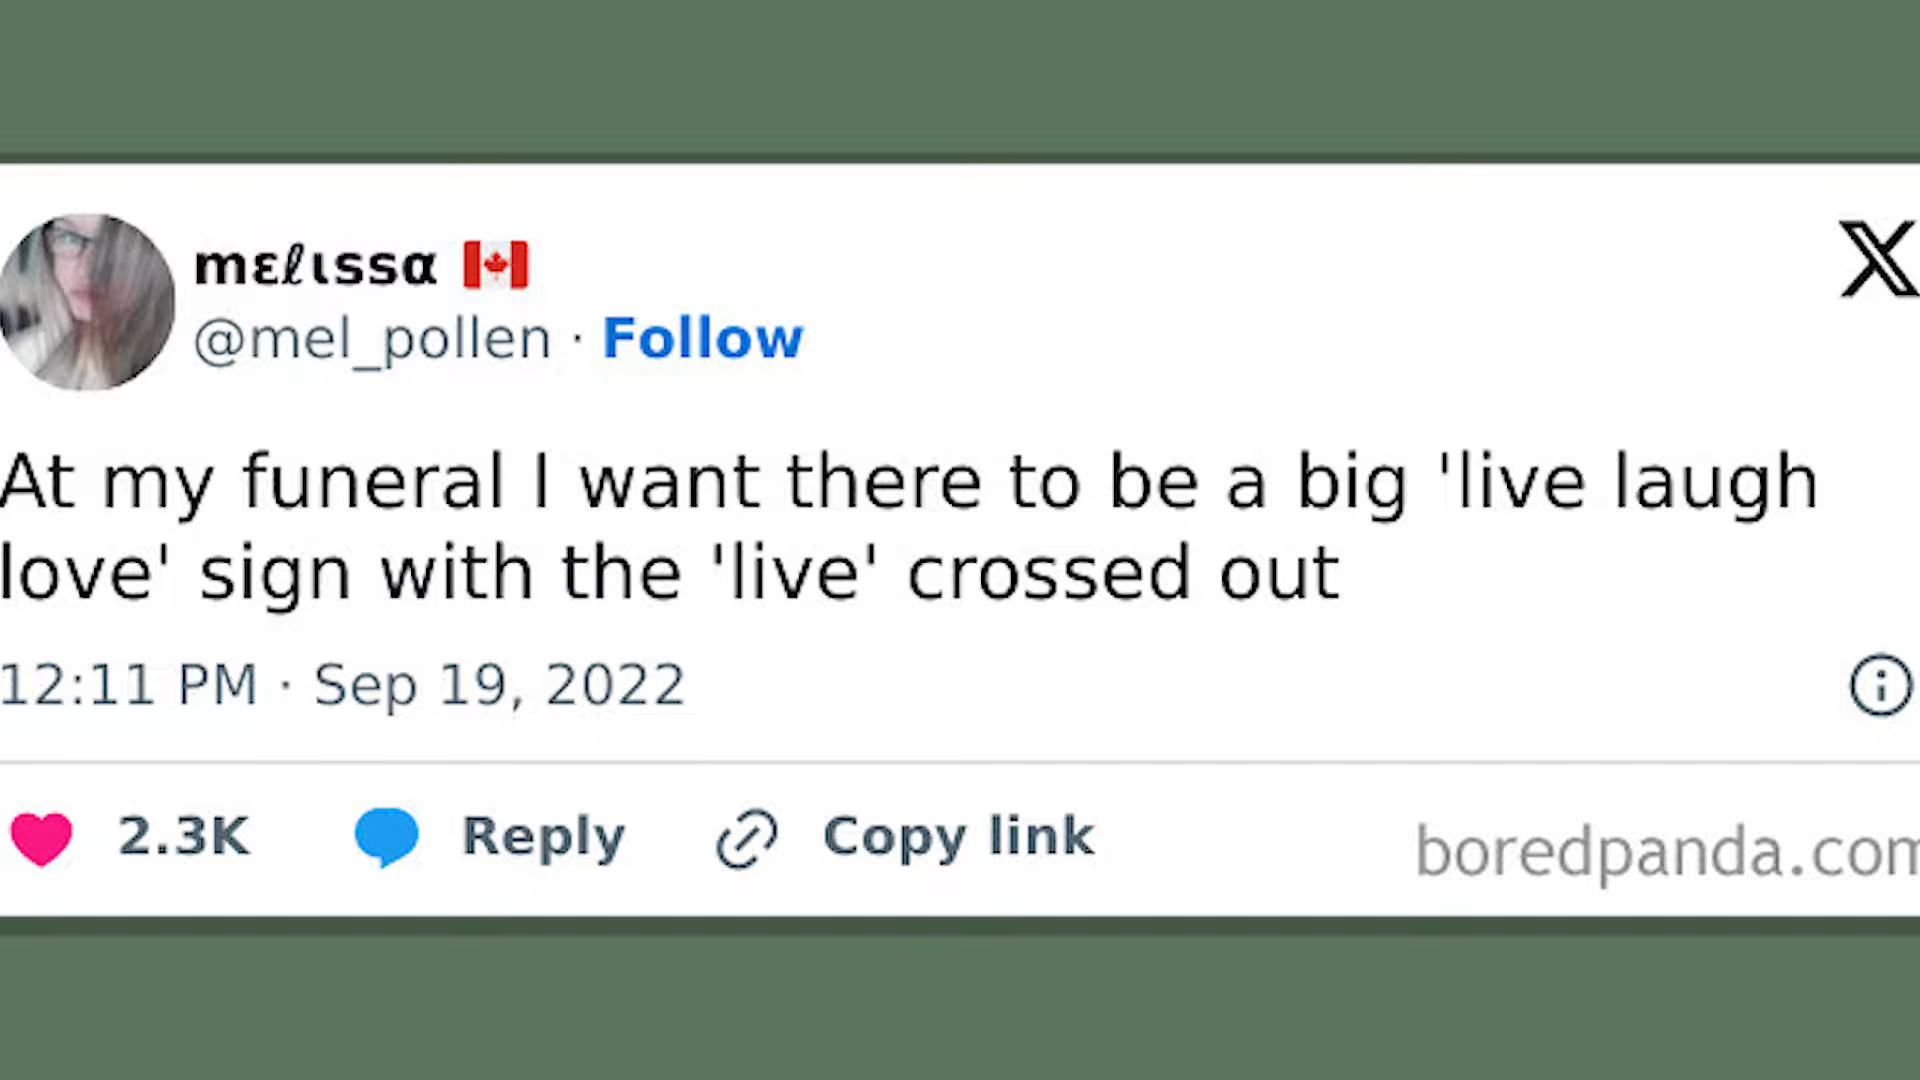 mεℓιssα 🇨🇦
@mel_pollen · Follow
At my funeral I want there to be a big 'live laugh
love' sign with the 'live' crossed out
12:11 PM · Sep 19, 2022
2.3K Reply Copy link
boredpanda.com